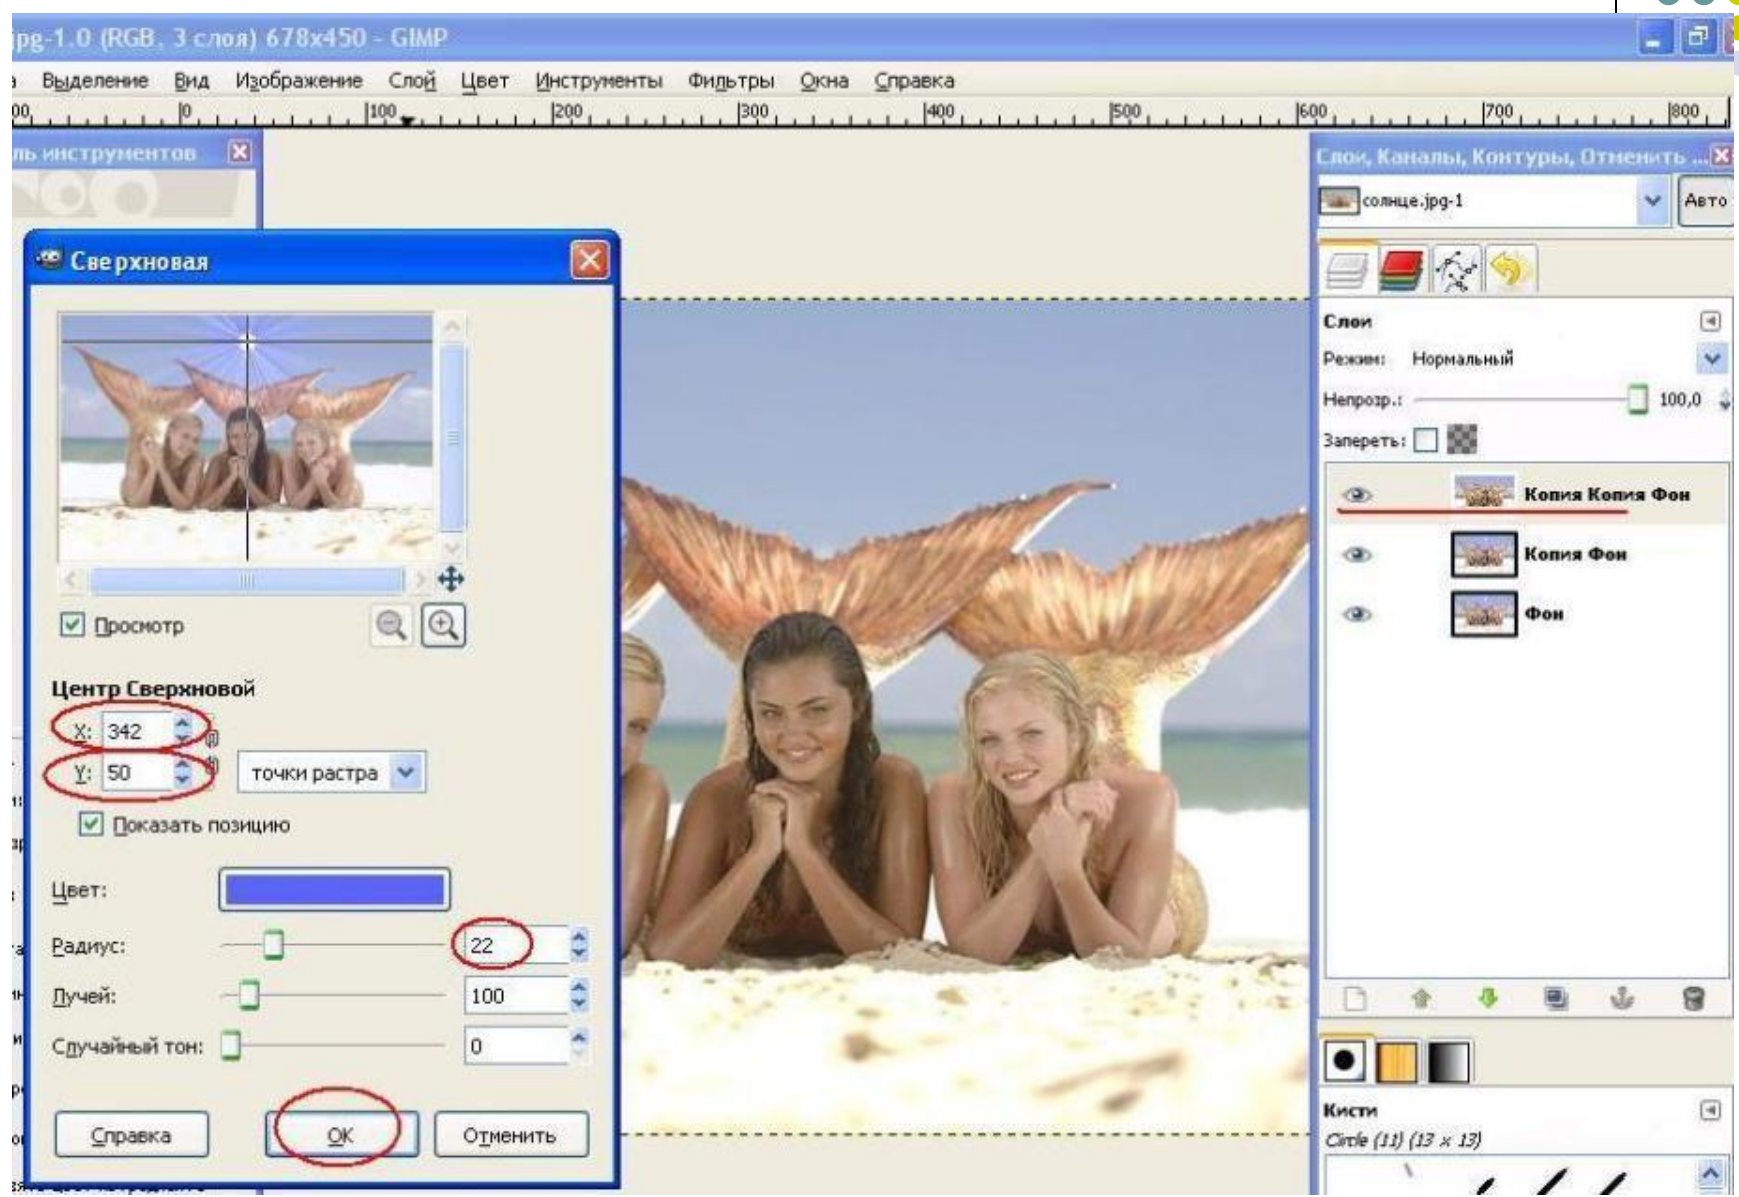 jpg-1.0 (RGB, 3 слоя) 678x450 - GIMP
Выделение Вид Изображение Слой Цвет Инструменты Фильтры Окна Справка
0 100 200 300 400 500 600 700 800
инструментов
Слои, Каналы, Контуры, Отменить ...
солнце.jpg-1
Авто
Сверхновая
Просмотр
Центр Сверхновой
X: 342
Y: 50
точки растра
Показать позицию
Цвет:
Радиус: 22
Лучей: 100
Случайный тон: 0
Справка OK Отменить
Слои
Режим: Нормальный
Непрозр.: 100,0
Запереть:
Копия Копия Фон
Копия Фон
Фон
Кисти
Circle (11) (13 x 13)